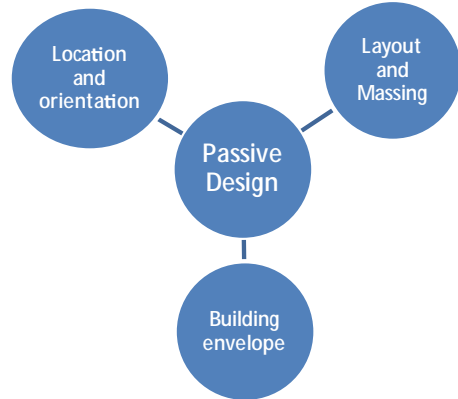 Location
and
orientation
Layout
and
Massing
Passive
Design
Building
envelope